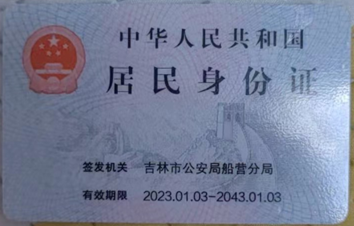 中华人民共和国
居民身份证
签发机关 吉林市公安局船营分局
有效期限 2023.01.03-2043.01.03